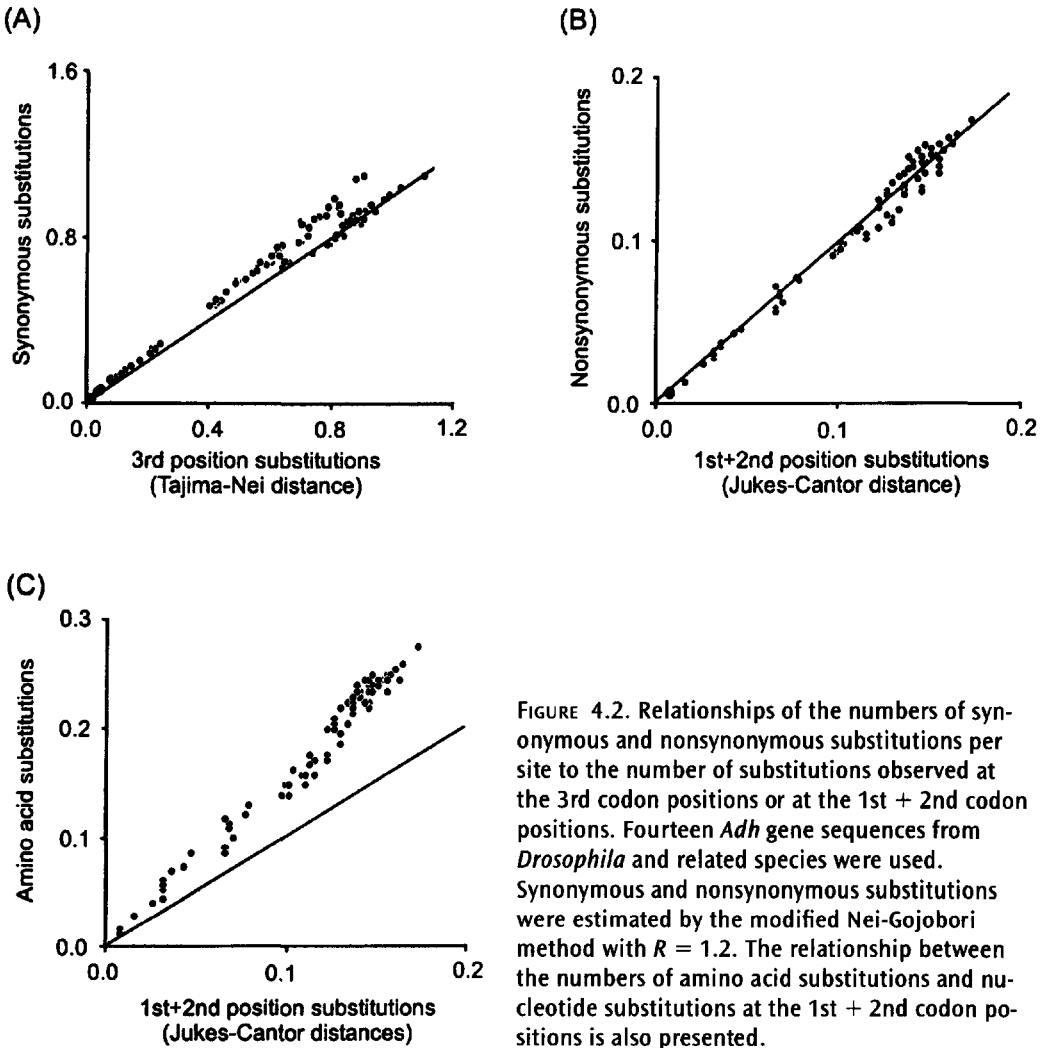 (A)
1.6
0.8
0.0
Synonymous substitutions
0.0 0.4 0.8 1.2
3rd position substitutions
(Tajima-Nei distance)
(B)
0.2
0.1
0.0
Nonsynonymous substitutions
0.0 0.1 0.2
1st+2nd position substitutions
(Jukes-Cantor distance)
(C)
0.3
0.2
0.1
0.0
Amino acid substitutions
0.0 0.1 0.2
1st+2nd position substitutions
(Jukes-Cantor distances)
FIGURE 4.2. Relationships of the numbers of syn-
onymous and nonsynonymous substitutions per
site to the number of substitutions observed at
the 3rd codon positions or at the 1st + 2nd codon
positions. Fourteen Adh gene sequences from
Drosophila and related species were used.
Synonymous and nonsynonymous substitutions
were estimated by the modified Nei-Gojobori
method with R = 1.2. The relationship between
the numbers of amino acid substitutions and nu-
cleotide substitutions at the 1st + 2nd codon po-
sitions is also presented.